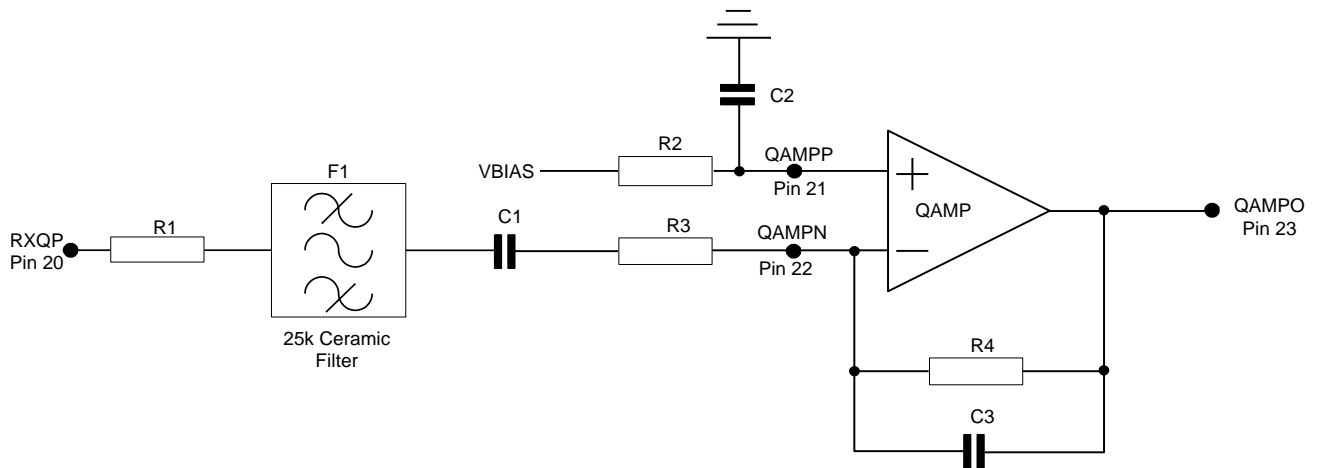 C2
R2
QAMPP
VBIAS
Pin 21
F1
QAMP
C1
R3
QAMPN
R1
RXQP
Pin 20
QAMPO
Pin 23
Pin 22
25k Ceramic
Filter
R4
C3